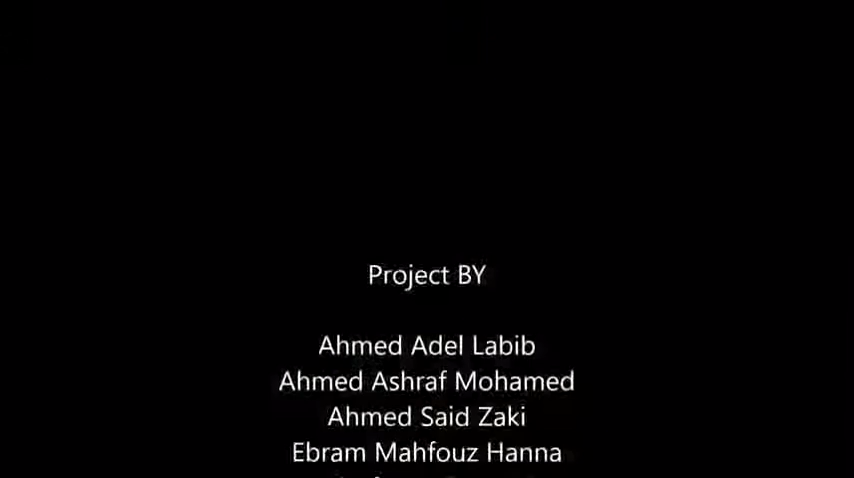 Project BY
Ahmed Adel Labib
Ahmed Ashraf Mohamed
Ahmed Said Zaki
Ebram Mahfouz Hanna